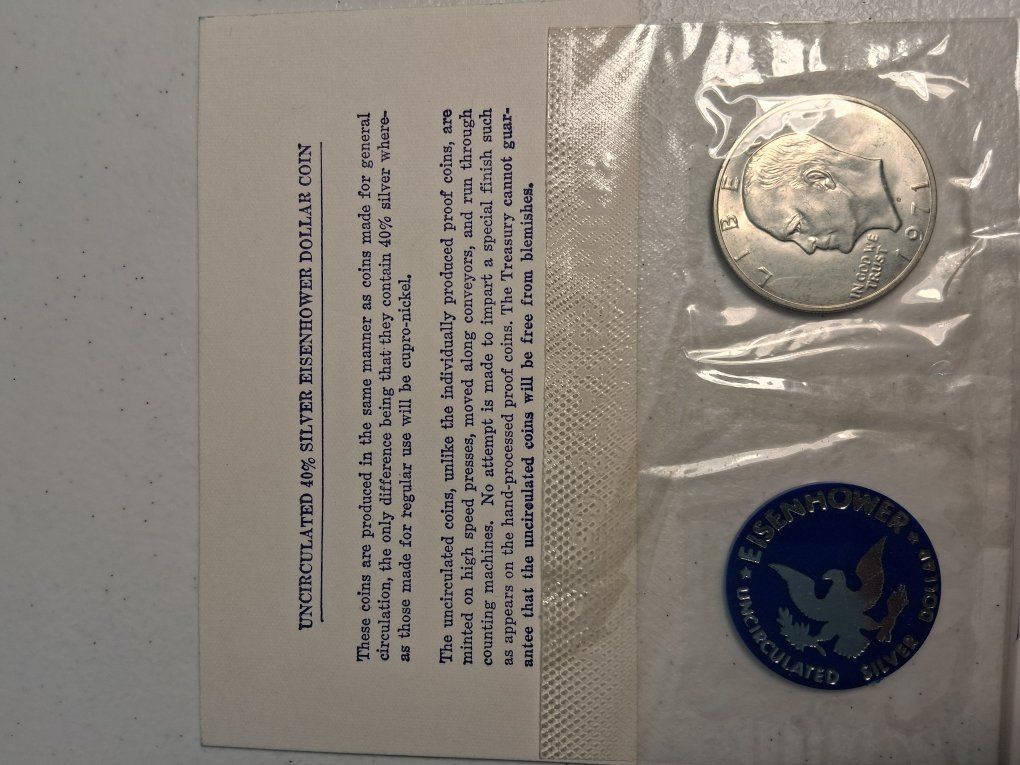 UNCIRCULATED 40% SILVER EISENHOWER DOLLAR COIN
These coins are produced in the same manner as coins made for general
circulation, the only difference being that they contain 40% silver where-
as those made for regular use will be cupro-nickel.
The uncirculated coins, unlike the individually produced proof coins, are
minted on high speed presses, moved along conveyors, and run through
counting machines. No attempt is made to impart a special finish such
as appears on the hand-processed proof coins. The Treasury cannot guar-
antee that the uncirculated coins will be free from blemishes.
LIBE
IN GOD WE
TRUST
1971
EISENHOWER
UNCIRCULATED SILVER DOLLAR